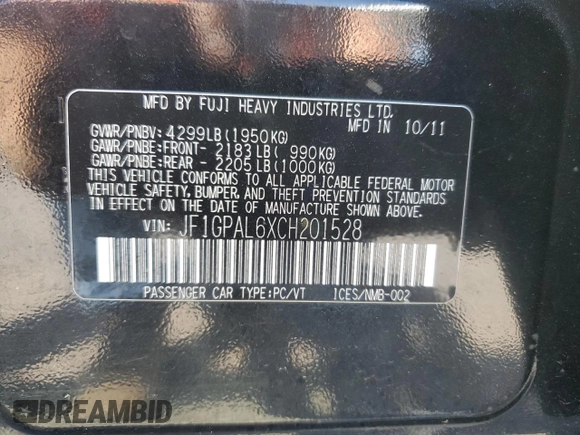 MFD BY FUJI HEAVY INDUSTRIES LTD.
MFD IN 10/11
GVWR/PNBV: 4299LB(1950KG)
GAWR/PNBE:FRONT- 2183LB( 990KG)
GAWR/PNBE:REAR - 2205LB(1000KG)
THIS VEHICLE CONFORMS TO ALL APPLICABLE FEDERAL MOTOR
VEHICLE SAFETY, BUMPER, AND THEFT PREVENTION STANDARDS
IN EFFECT ON THE DATE OF MANUFACTURE SHOWN ABOVE.
VIN: JF1GPAL6XCH201528
PASSENGER CAR TYPE:PC/VT ICES/NMB-002
DREAMBID